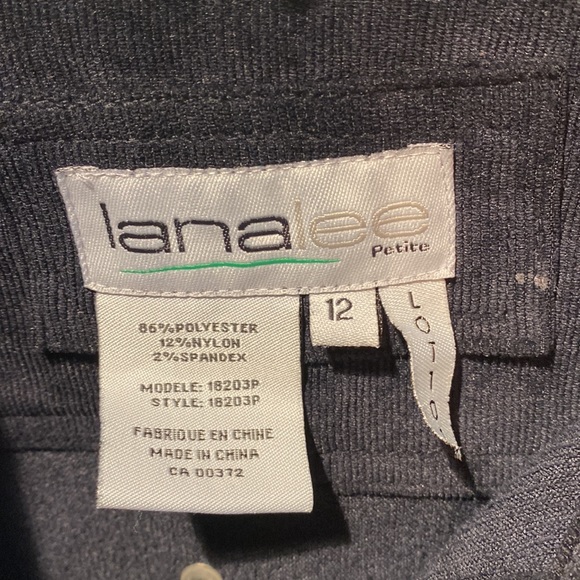 lanalee
Petite
12
LOT10
86%POLYESTER
12%NYLON
2%SPANDEX
MODELE: 18203P
STYLE: 18203P
FABRIQUE EN CHINE
MADE IN CHINA
CA 00372